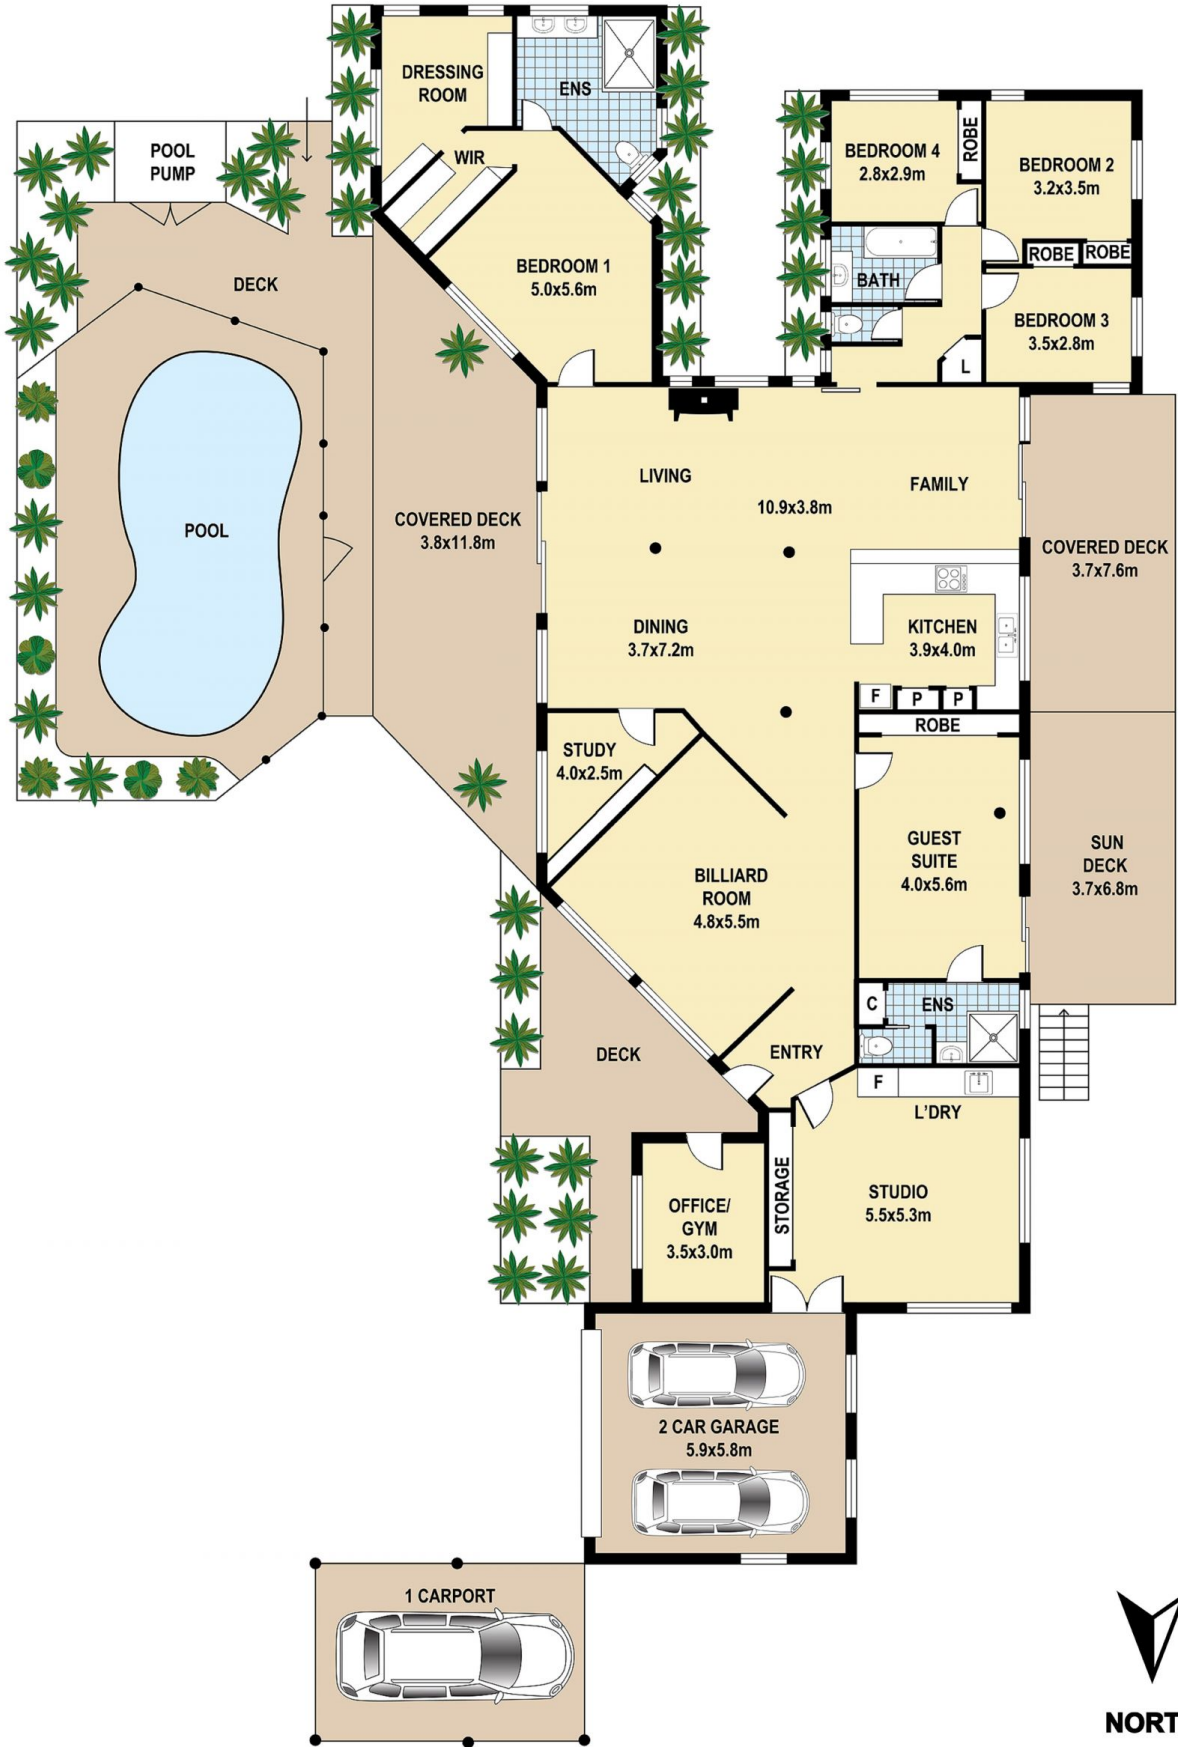 DRESSING
ROOM
ENS
WIR
POOL
PUMP
BEDROOM 4
2.8x2.9m
ROBE
BEDROOM 2
3.2x3.5m
ROBE
ROBE
BATH
BEDROOM 3
3.5x2.8m
L
BEDROOM 1
5.0x5.6m
DECK
LIVING
FAMILY
10.9x3.8m
POOL
COVERED DECK
3.8x11.8m
COVERED DECK
3.7x7.6m
DINING
3.7x7.2m
KITCHEN
3.9x4.0m
F
P
P
ROBE
STUDY
4.0x2.5m
GUEST
SUITE
4.0x5.6m
SUN
DECK
3.7x6.8m
BILLIARD
ROOM
4.8x5.5m
C
ENS
DECK
ENTRY
F
L'DRY
STORAGE
STUDIO
5.5x5.3m
OFFICE/
GYM
3.5x3.0m
2 CAR GARAGE
5.9x5.8m
1 CARPORT
NORT